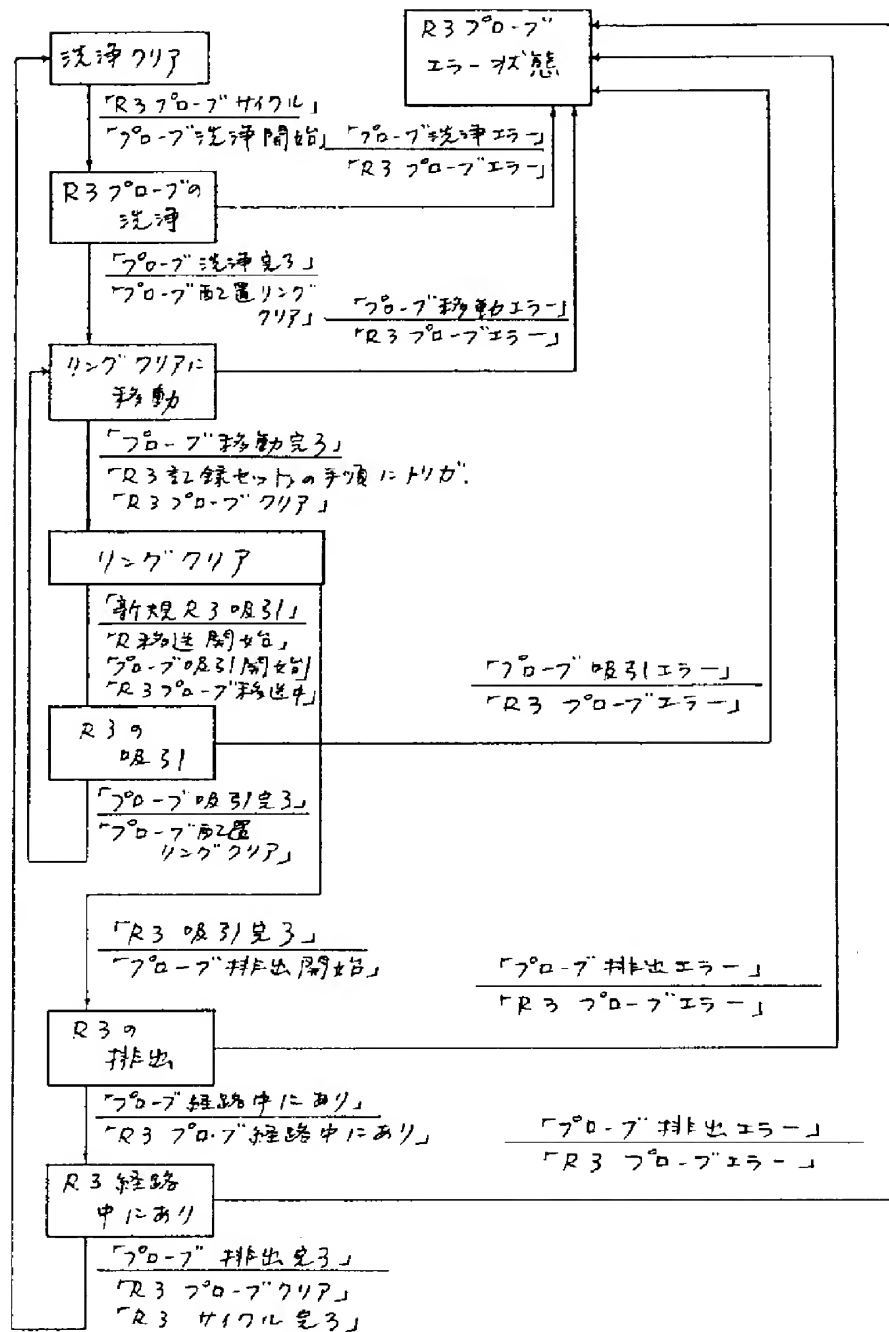 洗浄クリア
R3プローブ
エラー状態
「R3プローブサイクル」
「プローブ洗浄開始」
「プローブ洗浄エラー」
「R3プローブエラー」
R3プローブの
洗浄
「プローブ洗浄完了」
「プローブ配置リング
クリア」
「プローブ移動エラー」
「R3プローブエラー」
リングクリアに
移動
「プローブ移動完了」
「R3記録セットの手順にトリガ.
「R3プローブクリア」
リングクリア
「新規R3吸引」
「R移送開始」
「プローブ吸引開始」
「R3プローブ移送中」
「プローブ吸引エラー」
「R3 プローブエラー」
R3の
吸引
「プローブ吸引完了」
「プローブ配置
リングクリア」
「R3 吸引完了」
「プローブ排出開始」
「プローブ排出エラー」
「R3 プローブエラー」
R3の
排出
「プローブ経路中にあり」
「R3 プローブ経路中にあり」
「プローブ排出エラー」
「R3 プローブエラー」
R3経路
中にあり
「プローブ 排出完了」
「R3 プローブクリア」
「R3 サイクル完了」